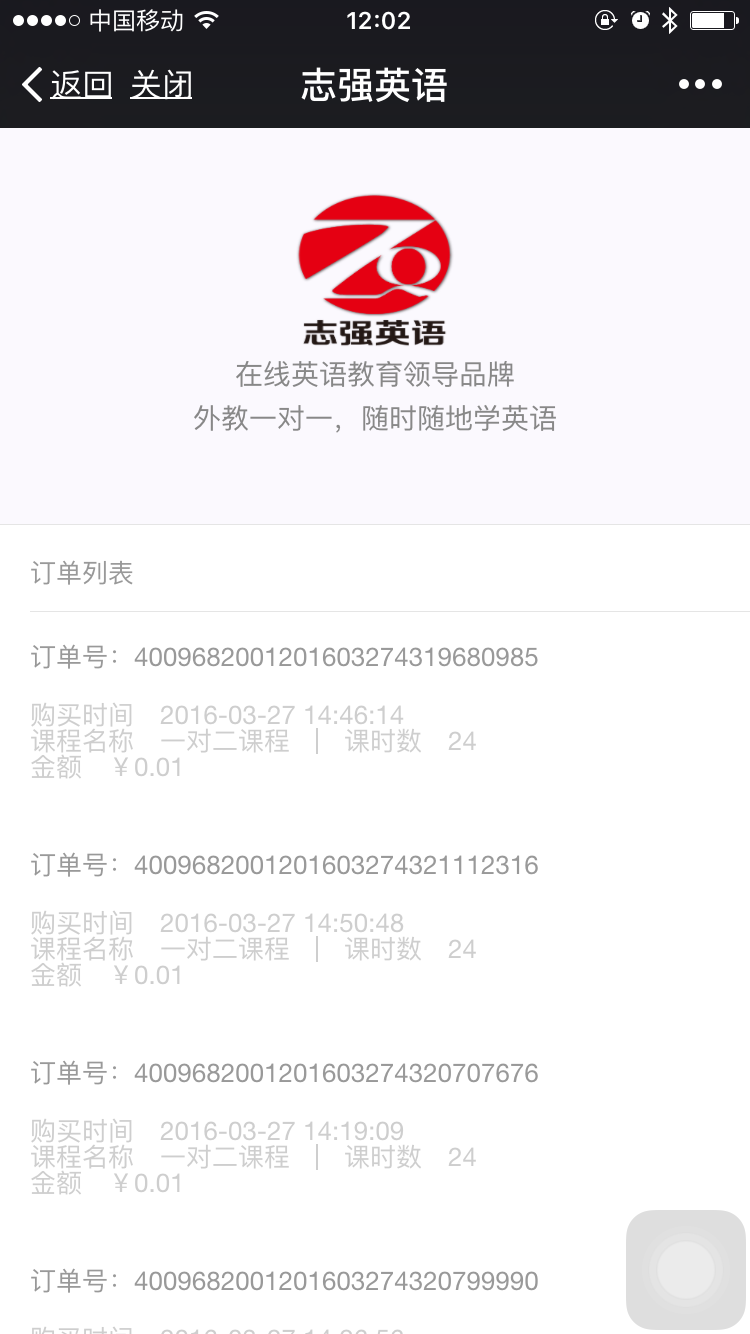 中国移动 12:02
返回 关闭 志强英语
志强英语
在线英语教育领导品牌
外教一对一，随时随地学英语
订单列表
订单号：4009682001201603274319680985
购买时间 2016-03-27 14:46:14
课程名称 一对二课程 | 课时数 24
金额 ￥0.01
订单号：4009682001201603274321112316
购买时间 2016-03-27 14:50:48
课程名称 一对二课程 | 课时数 24
金额 ￥0.01
订单号：4009682001201603274320707676
购买时间 2016-03-27 14:19:09
课程名称 一对二课程 | 课时数 24
金额 ￥0.01
订单号：4009682001201603274320799990